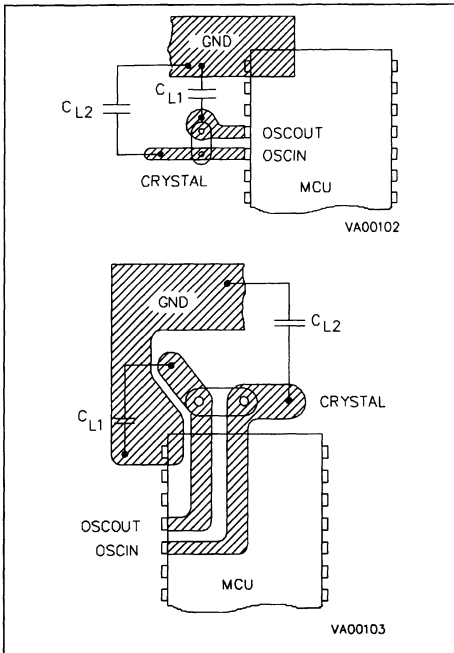 GND
C L1
C L2
OSCOUT
OSCIN
CRYSTAL
MCU
VA00102
GND
C L2
CRYSTAL
C L1
OSCOUT
OSCIN
MCU
VA00103